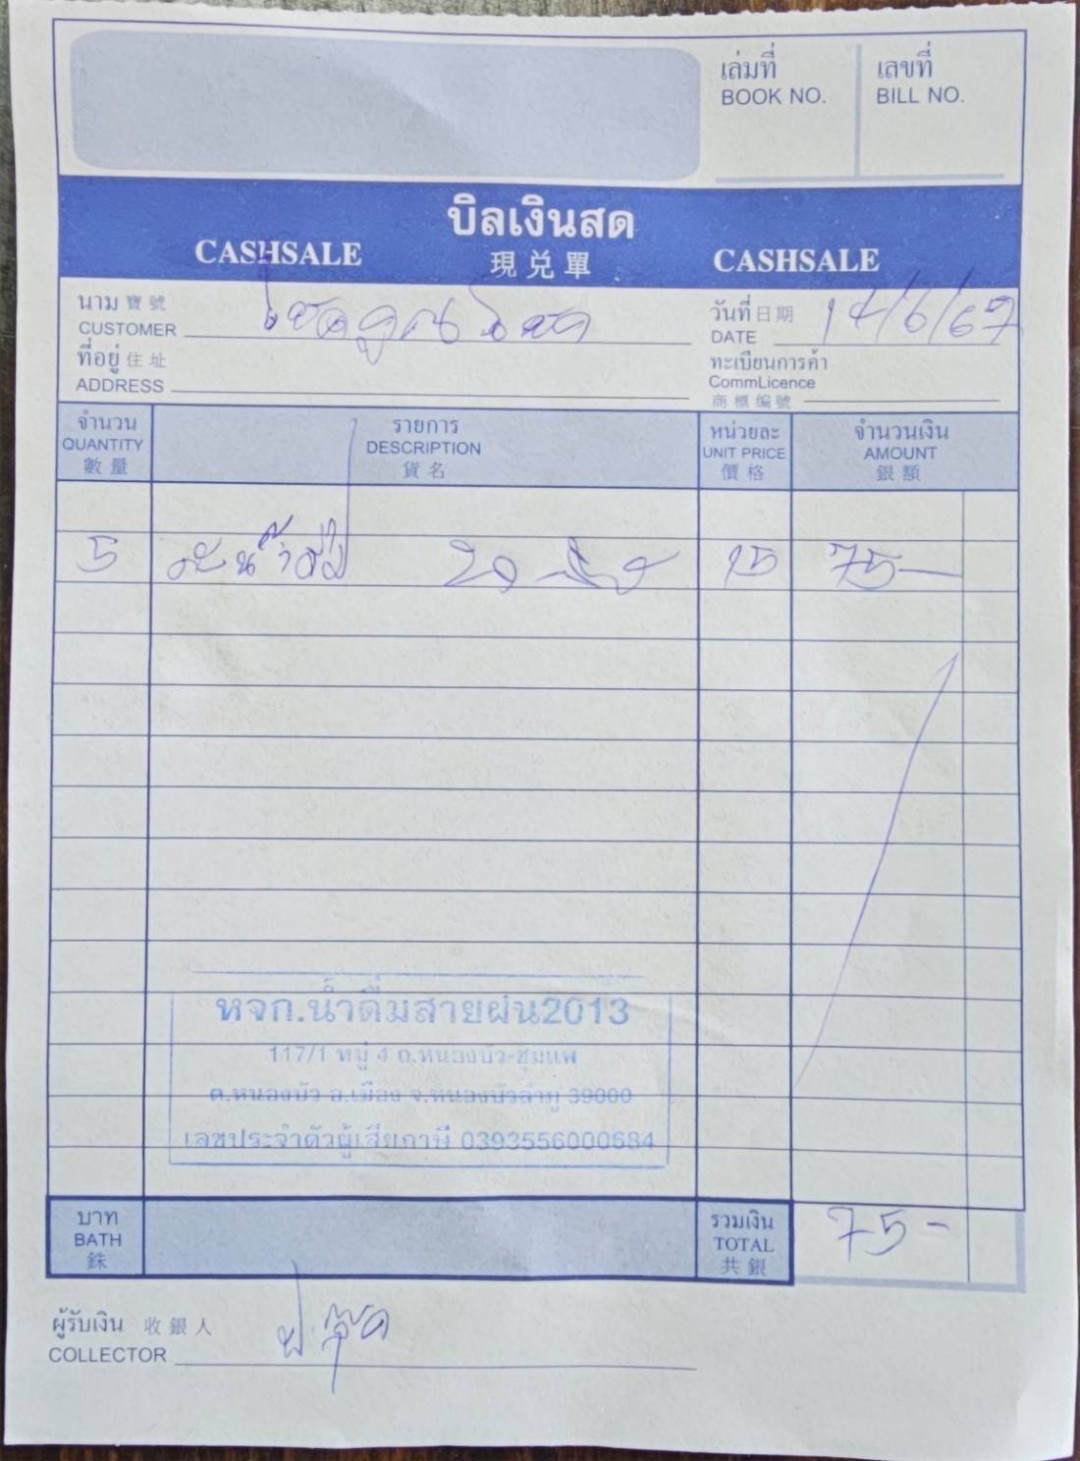 เล่มที่ เลขที่
BOOK NO. BILL NO.
บิลเงินสด
CASHSALE 現兌單 CASHSALE
นาม 寶號 วันที่ 日期 14/6/67
CUSTOMER DATE
ที่อยู่ 住址 ทะเบียนการค้า
ADDRESS CommLicence
商標編號
จำนวน รายการ หน่วยละ จำนวนเงิน
QUANTITY DESCRIPTION UNIT PRICE AMOUNT
數量 貨名 價格 銀額
5 20 15 75-
หจก.น้ำดื่มสายฝน2013
117/1 หมู่ 4 ถ.หนองบัว-ชุมแพ
ต.หนองบัว อ.เมือง จ.หนองบัวลำภู 39000
เลขประจำตัวผู้เสียภาษี 0393556000684
บาท รวมเงิน 75-
BATH TOTAL
銖 共銀
ผู้รับเงิน 收銀人
COLLECTOR